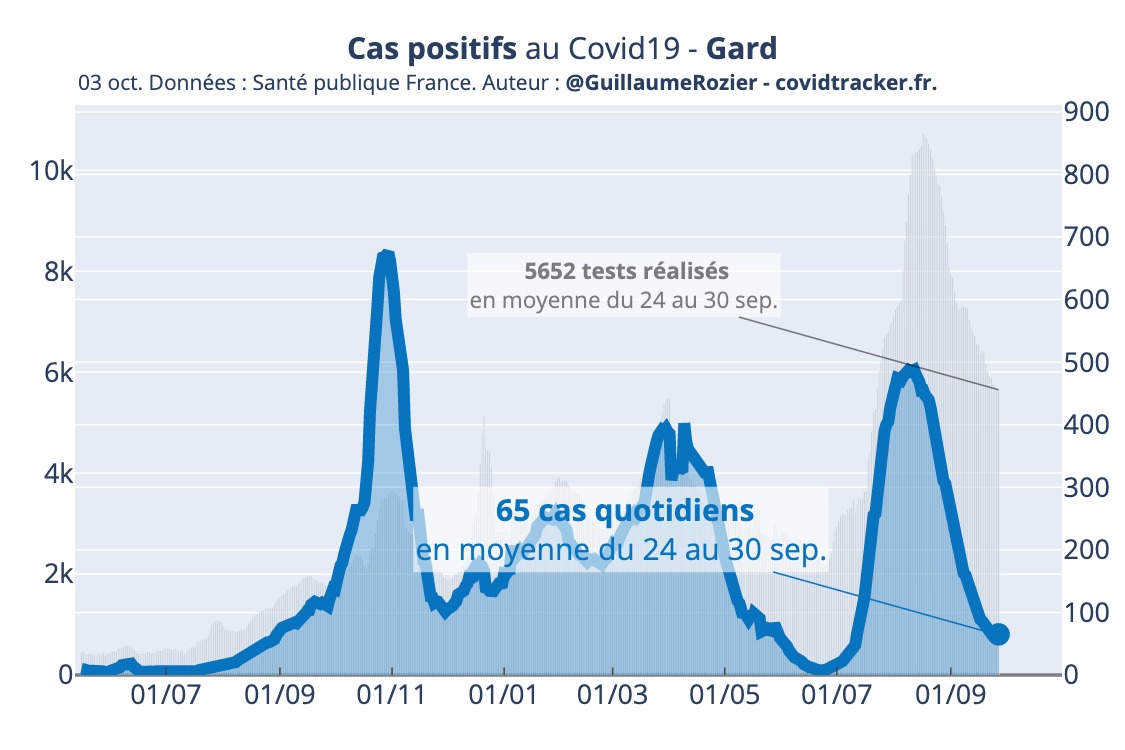 Cas positifs au Covid19 - Gard
03 oct. Données : Santé publique France. Auteur : @GuillaumeRozier - covidtracker.fr.
900
10k
800
700
8k
5652 tests réalisés
en moyenne du 24 au 30 sep.
600
6k
500
400
4k
300
65 cas quotidiens
en moyenne du 24 au 30 sep.
200
2k
100
0
0
01/07 01/09 01/11 01/01 01/03 01/05 01/07 01/09